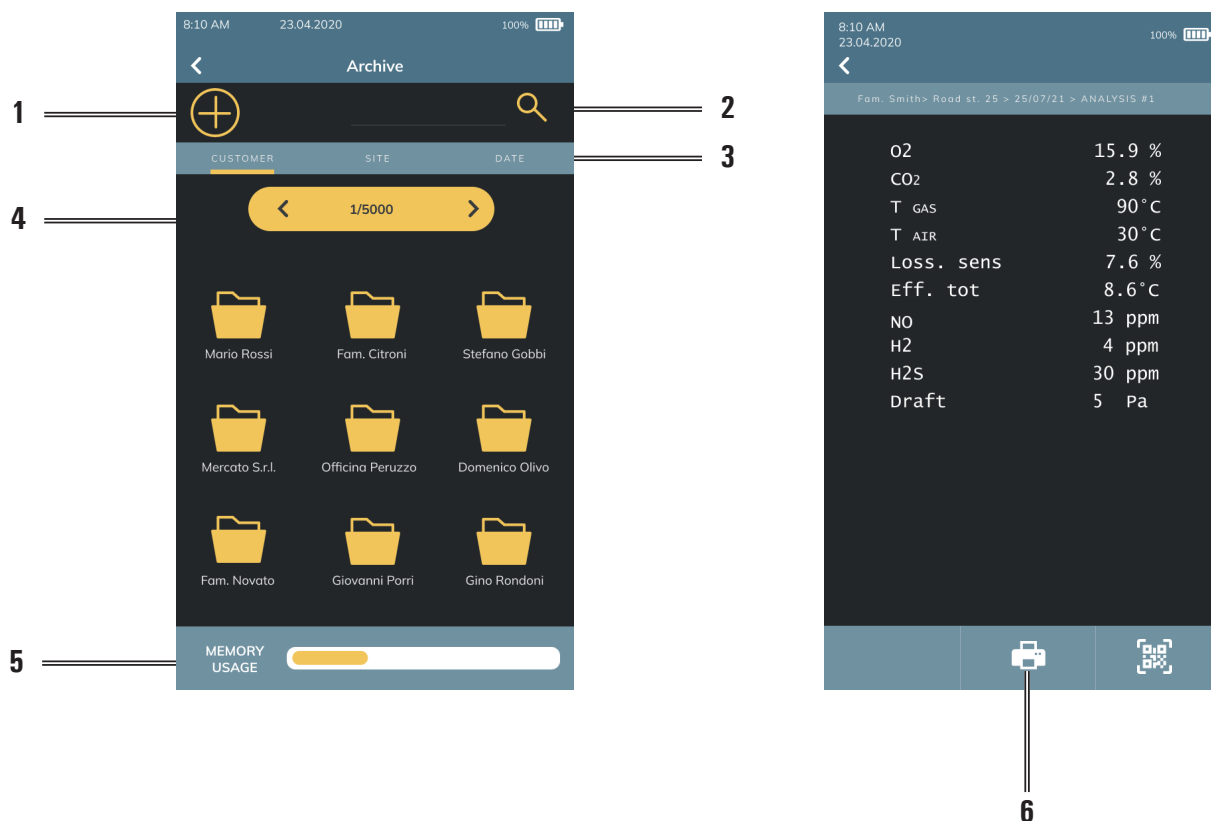 8:10 AM 23.04.2020 100%
Archive
1
2
CUSTOMER SITE DATE
3
4
1/5000
Mario Rossi Fam. Citroni Stefano Gobbi
Mercato S.r.l. Officina Peruzzo Domenico Olivo
Fam. Novato Giovanni Porri Gino Rondoni
5
MEMORY
USAGE
8:10 AM
23.04.2020
100%
Fam. Smith> Road st. 25 > 25/07/21 > ANALYSIS #1
O2 15.9 %
CO2 2.8 %
T GAS 90°C
T AIR 30°C
Loss. sens 7.6 %
Eff. tot 8.6°C
NO 13 ppm
H2 4 ppm
H2S 30 ppm
Draft 5 Pa
6